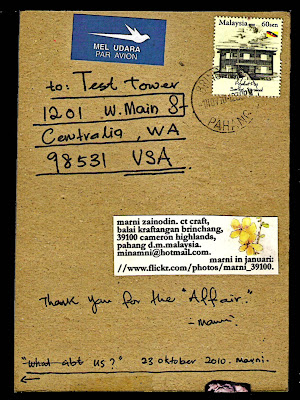 MEL UDARA
PAR AVION
Malaysia 60sen
PAHANG
to: Test tower
1201 W. Main St
Centralia, WA
98531 USA
marni zainodin. ct craft,
balai kraftangan brinchang,
39100 cameron highlands,
pahang d.m.malaysia.
minamni@hotmail.com.
marni in januari:
//www.flickr.com/photos/marni_39100.
Thank you for the "Affair."
-marni-
"What abt us?" 23 oktober 2010. marni.